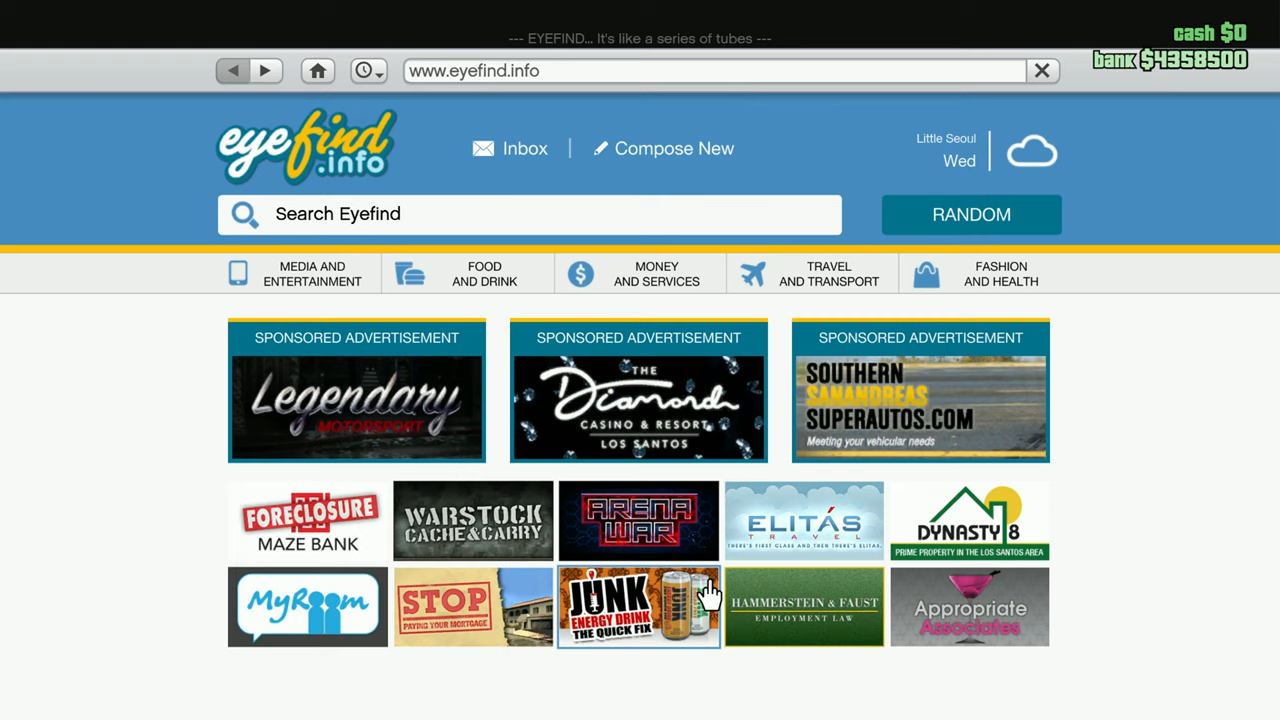 --- EYEFIND... It's like a series of tubes ---
cash $0
bank $4358500
www.eyefind.info
eyefind
.info
Inbox
Compose New
Little Seoul
Wed
Search Eyefind
RANDOM
MEDIA AND
ENTERTAINMENT
FOOD
AND DRINK
MONEY
AND SERVICES
TRAVEL
AND TRANSPORT
FASHION
AND HEALTH
SPONSORED ADVERTISEMENT
Legendary
MOTORSPORT
SPONSORED ADVERTISEMENT
THE
Diamond
CASINO & RESORT
LOS SANTOS
SPONSORED ADVERTISEMENT
SOUTHERN
SANANDREAS
SUPERAUTOS.COM
Meeting your vehicular needs
FORECLOSURE
MAZE BANK
WARSTOCK
CACHE&CARRY
ARENA
WAR
ELITÁS
TRAVEL
THERE'S FIRST CLASS AND THEN THERE'S ELITAS.
DYNASTY 8
PRIME PROPERTY IN THE LOS SANTOS AREA
MyRoom
STOP
PAYING YOUR MORTGAGE
JUNK
ENERGY DRINK
THE QUICK FIX
JUNK
HAMMERSTEIN & FAUST
EMPLOYMENT LAW
Appropriate
Associates